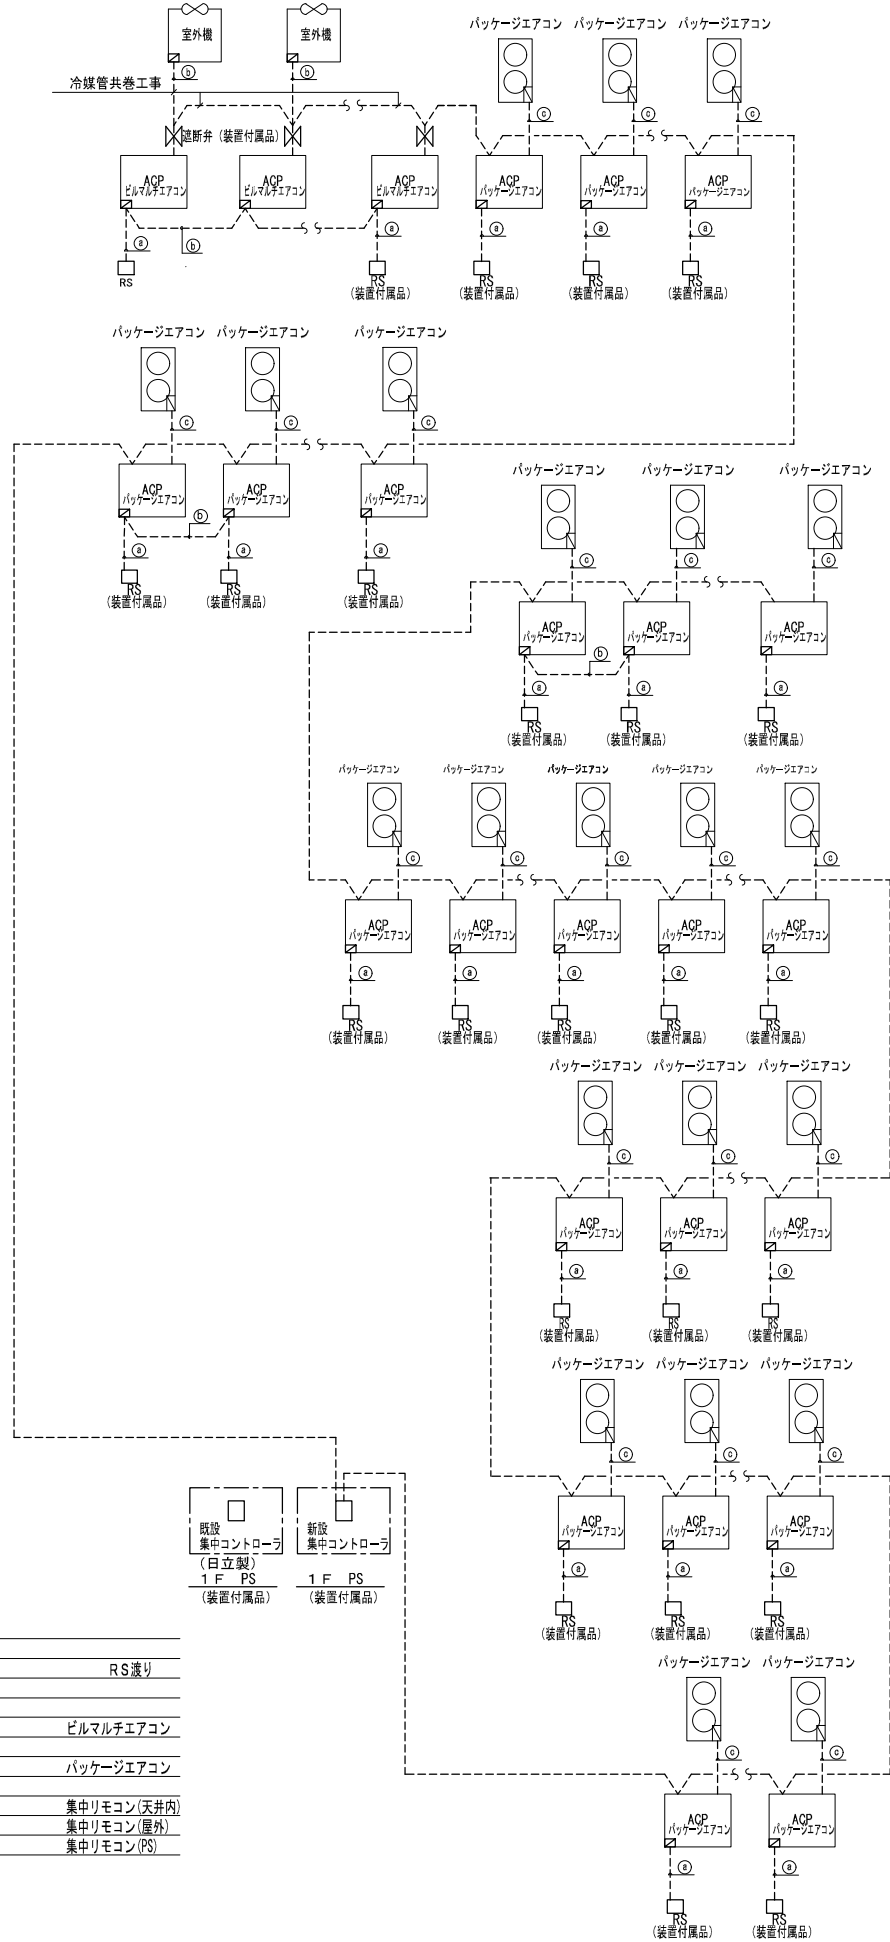 室外機
室外機
パッケージエアコン
パッケージエアコン
パッケージエアコン
ⓑ
ⓑ
冷媒管共巻工事
ⓒ
ⓒ
ⓒ
遮断弁(装置付属品)
ACP
ビルマルチエアコン
ACP
ビルマルチエアコン
ACP
ビルマルチエアコン
ACP
パッケージエアコン
ACP
パッケージエアコン
ACP
パッケージエアコン
ⓐ
ⓑ
ⓐ
ⓐ
ⓐ
ⓐ
RS
RS
(装置付属品)
RS
(装置付属品)
RS
(装置付属品)
RS
(装置付属品)
パッケージエアコン
パッケージエアコン
パッケージエアコン
ⓒ
ⓒ
ⓒ
ACP
パッケージエアコン
ACP
パッケージエアコン
ACP
パッケージエアコン
ⓑ
ⓐ
ⓐ
ⓐ
RS
(装置付属品)
RS
(装置付属品)
RS
(装置付属品)
パッケージエアコン
パッケージエアコン
パッケージエアコン
ⓒ
ⓒ
ⓒ
ACP
パッケージエアコン
ACP
パッケージエアコン
ACP
パッケージエアコン
ⓑ
ⓐ
ⓐ
ⓐ
RS
(装置付属品)
RS
(装置付属品)
RS
(装置付属品)
パッケージエアコン
パッケージエアコン
パッケージエアコン
パッケージエアコン
パッケージエアコン
ⓒ
ⓒ
ⓒ
ⓒ
ⓒ
ACP
パッケージエアコン
ACP
パッケージエアコン
ACP
パッケージエアコン
ACP
パッケージエアコン
ACP
パッケージエアコン
ⓐ
ⓐ
ⓐ
ⓐ
ⓐ
RS
(装置付属品)
RS
(装置付属品)
RS
(装置付属品)
RS
(装置付属品)
RS
(装置付属品)
パッケージエアコン
パッケージエアコン
パッケージエアコン
ⓒ
ⓒ
ⓒ
ACP
パッケージエアコン
ACP
パッケージエアコン
ACP
パッケージエアコン
ⓐ
ⓐ
ⓐ
RS
(装置付属品)
RS
(装置付属品)
RS
(装置付属品)
パッケージエアコン
パッケージエアコン
パッケージエアコン
ⓒ
ⓒ
ⓒ
ACP
パッケージエアコン
ACP
パッケージエアコン
ACP
パッケージエアコン
ⓐ
ⓐ
ⓐ
RS
(装置付属品)
RS
(装置付属品)
RS
(装置付属品)
既設
集中コントローラ
(日立製)
1F PS
(装置付属品)
新設
集中コントローラ
1F PS
(装置付属品)
パッケージエアコン
パッケージエアコン
ⓒ
ⓒ
ACP
パッケージエアコン
ACP
パッケージエアコン
ⓐ
ⓐ
RS
(装置付属品)
RS
(装置付属品)
RS渡り
ビルマルチエアコン
パッケージエアコン
集中リモコン(天井内)
集中リモコン(屋外)
集中リモコン(PS)